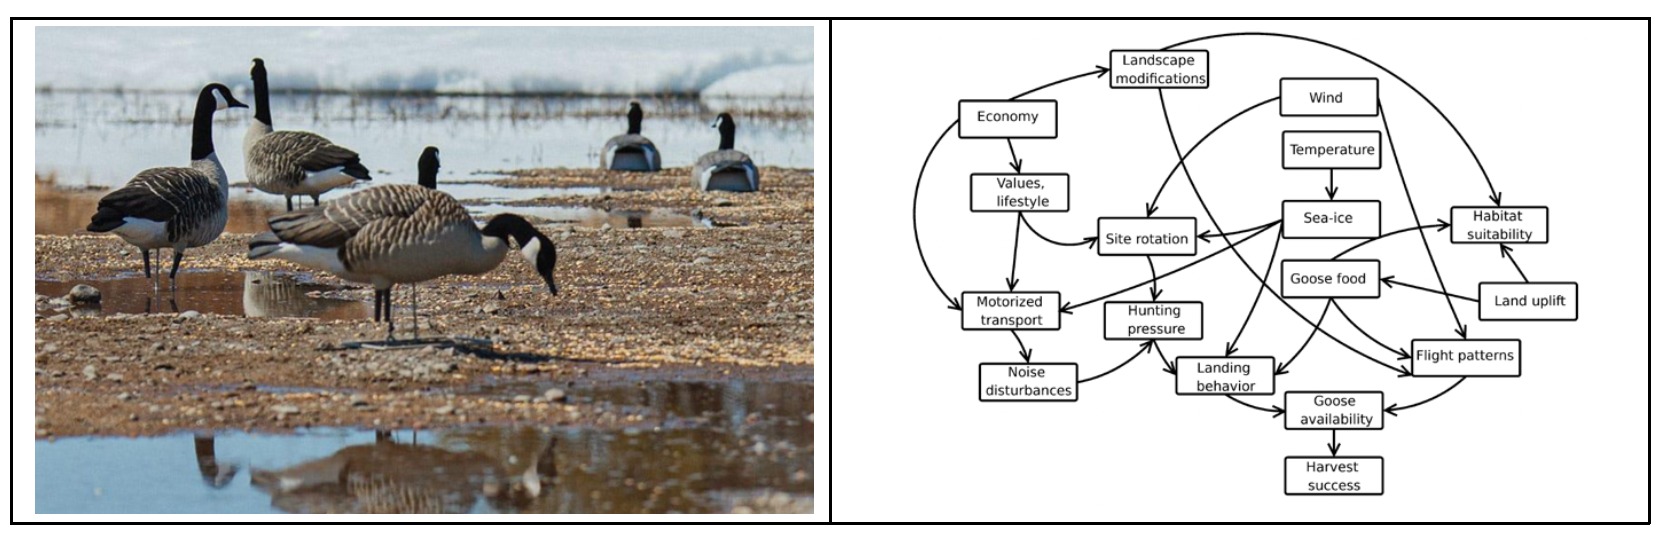 Landscape
modifications
Wind
Economy
Temperature
Values,
lifestyle
Sea-ice
Habitat
suitability
Site rotation
Goose food
Land uplift
Motorized
transport
Hunting
pressure
Flight patterns
Noise
disturbances
Landing
behavior
Goose
availability
Harvest
success